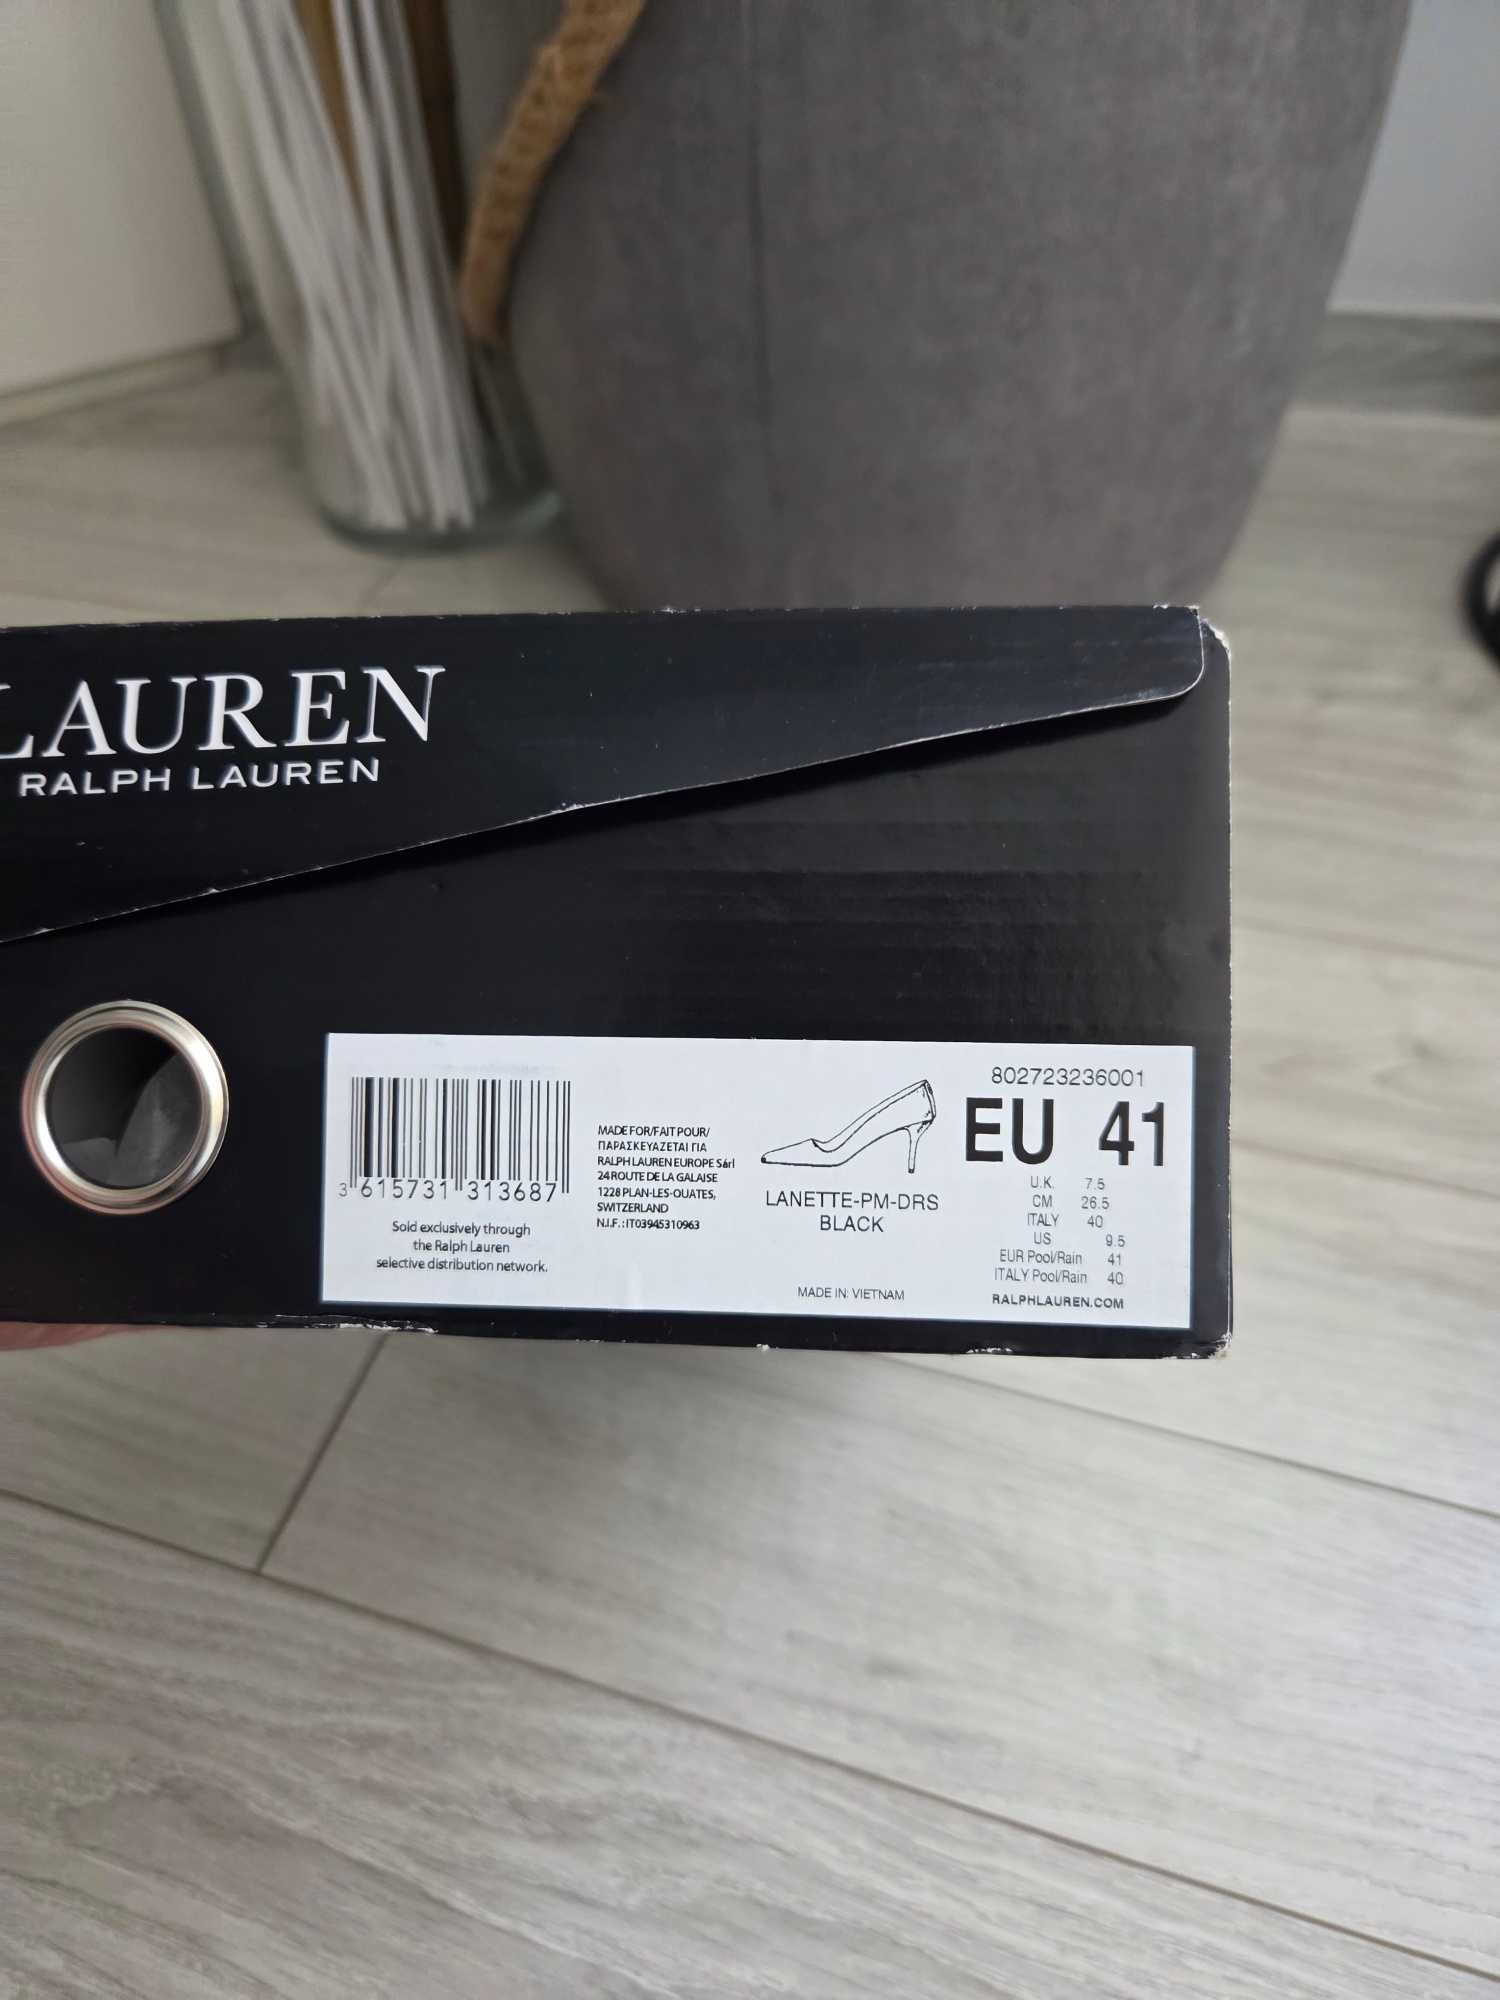 LAUREN
RALPH LAUREN
3 615731 313687
Sold exclusively through
the Ralph Lauren
selective distribution network.
MADE FOR/FAIT POUR/
ΠΑΡΑΣΚΕΥΑΖΕΤΑΙ ΓΙΑ
RALPH LAUREN EUROPE Sárl
24 ROUTE DE LA GALAISE
1228 PLAN-LES-OUATES,
SWITZERLAND
N.I.F.: IT03945310963
LANETTE-PM-DRS
BLACK
MADE IN: VIETNAM
802723236001
EU 41
U.K. 7.5
CM 26.5
ITALY 40
US 9.5
EUR Pool/Rain 41
ITALY Pool/Rain 40
RALPHLAUREN.COM